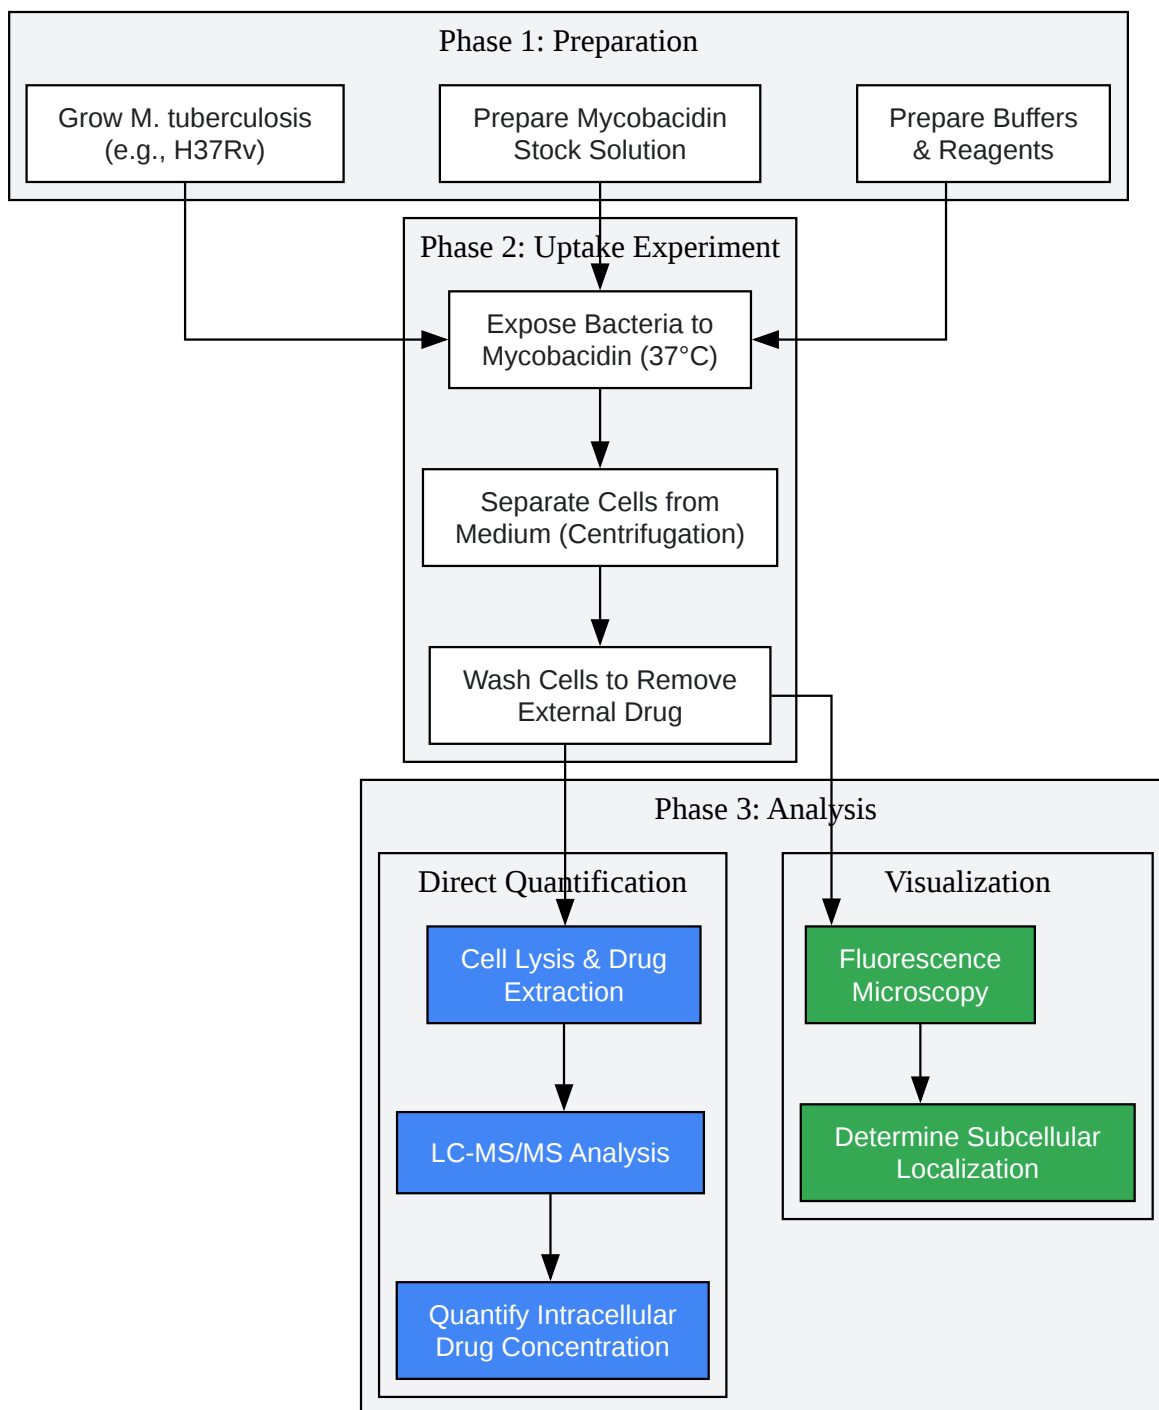 Phase 1: Preparation
Grow M. tuberculosis
(e.g., H37Rv)
Prepare Mycobacidin
Stock Solution
Prepare Buffers
& Reagents
Phase 2: Uptake Experiment
Expose Bacteria to
Mycobacidin (37°C)
Separate Cells from
Medium (Centrifugation)
Wash Cells to Remove
External Drug
Phase 3: Analysis
Direct Quantification
Cell Lysis & Drug
Extraction
LC-MS/MS Analysis
Quantify Intracellular
Drug Concentration
Visualization
Fluorescence
Microscopy
Determine Subcellular
Localization